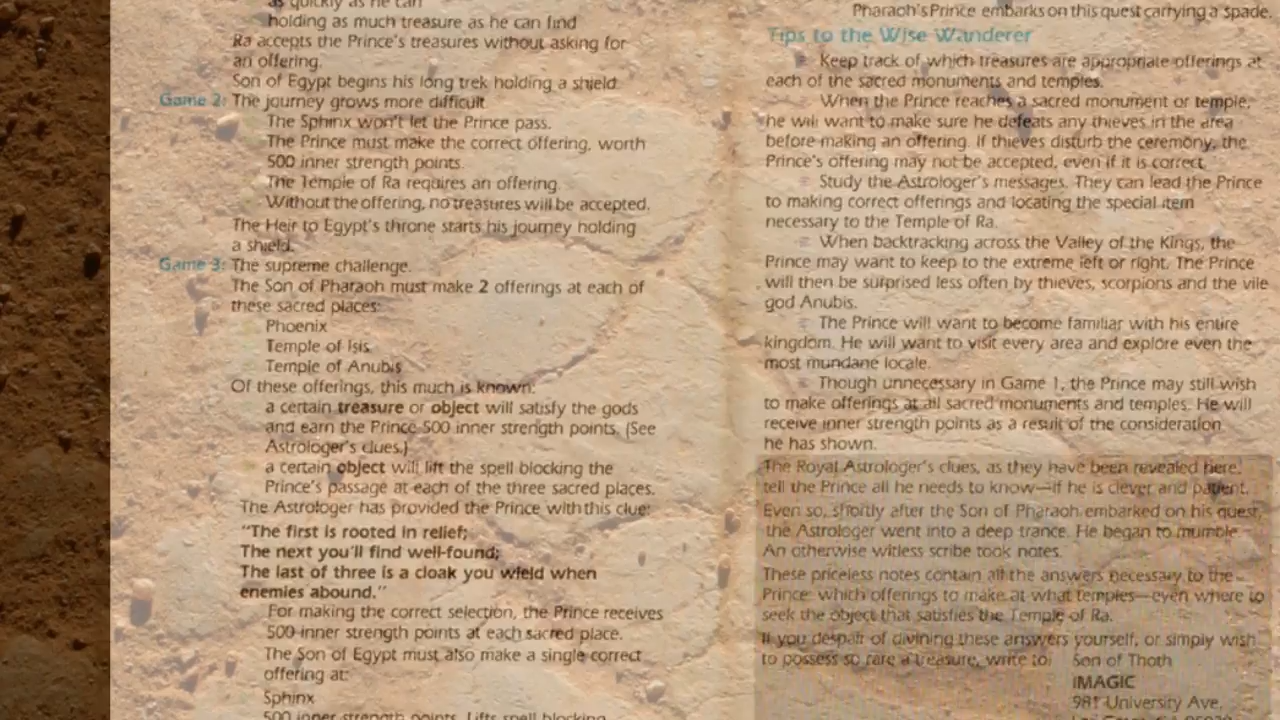 as quickly as he can
holding as much treasure as he can find
Ra accepts the Prince's treasures without asking for
an offering.
Son of Egypt begins his long trek holding a shield.
Game 2: The journey grows more difficult.
The Sphinx won't let the Prince pass.
The Prince must make the correct offering, worth
500 inner strength points.
The Temple of Ra requires an offering.
Without the offering, no treasures will be accepted.
The Heir to Egypt's throne starts his journey holding
a shield.
Game 3: The supreme challenge.
The Son of Pharaoh must make 2 offerings at each of
these sacred places:
Phoenix
Temple of Isis
Temple of Anubis
Of these offerings, this much is known:
a certain treasure or object will satisfy the gods
and earn the Prince 500 inner strength points. (See
Astrologer's clues.)
a certain object will lift the spell blocking the
Prince's passage at each of the three sacred places.
The Astrologer has provided the Prince with this clue:
"The first is rooted in relief;
The next you'll find well-found;
The last of three is a cloak you wield when
enemies abound."
For making the correct selection, the Prince receives
500 inner strength points at each sacred place.
The Son of Egypt must also make a single correct
offering at:
Sphinx
500 inner strength points. Lifts spell blocking
Pharaoh's Prince embarks on this quest carrying a spade.
Tips to the Wise Wanderer
Keep track of which treasures are appropriate offerings at
each of the sacred monuments and temples.
When the Prince reaches a sacred monument or temple,
he will want to make sure he defeats any thieves in the area
before making an offering. If thieves disturb the ceremony, the
Prince's offering may not be accepted, even if it is correct.
Study the Astrologer's messages. They can lead the Prince
to making correct offerings and locating the special item
necessary to the Temple of Ra.
When backtracking across the Valley of the Kings, the
Prince may want to keep to the extreme left or right. The Prince
will then be surprised less often by thieves, scorpions and the vile
god Anubis.
The Prince will want to become familiar with his entire
kingdom. He will want to visit every area and explore even the
most mundane locale.
Though unnecessary in Game 1, the Prince may still wish
to make offerings at all sacred monuments and temples. He will
receive inner strength points as a result of the consideration
he has shown.
The Royal Astrologer's clues, as they have been revealed here,
tell the Prince all he needs to know—if he is clever and patient.
Even so, shortly after the Son of Pharaoh embarked on his quest,
the Astrologer went into a deep trance. He began to mumble.
An otherwise witless scribe took notes.
These priceless notes contain all the answers necessary to the
Prince: which offerings to make at what temples—even where to
seek the object that satisfies the Temple of Ra.
If you despair of divining these answers yourself, or simply wish
to possess so rare a treasure, write to: Son of Thoth
IMAGIC
981 University Ave.